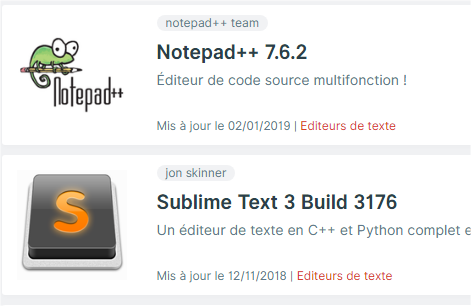 notepad++ team
Notepad++ 7.6.2
Éditeur de code source multifonction !
Notepad++
Mis à jour le 02/01/2019 | Editeurs de texte
jon skinner
Sublime Text 3 Build 3176
S
Un éditeur de texte en C++ et Python complet e
Mis à jour le 12/11/2018 | Editeurs de texte